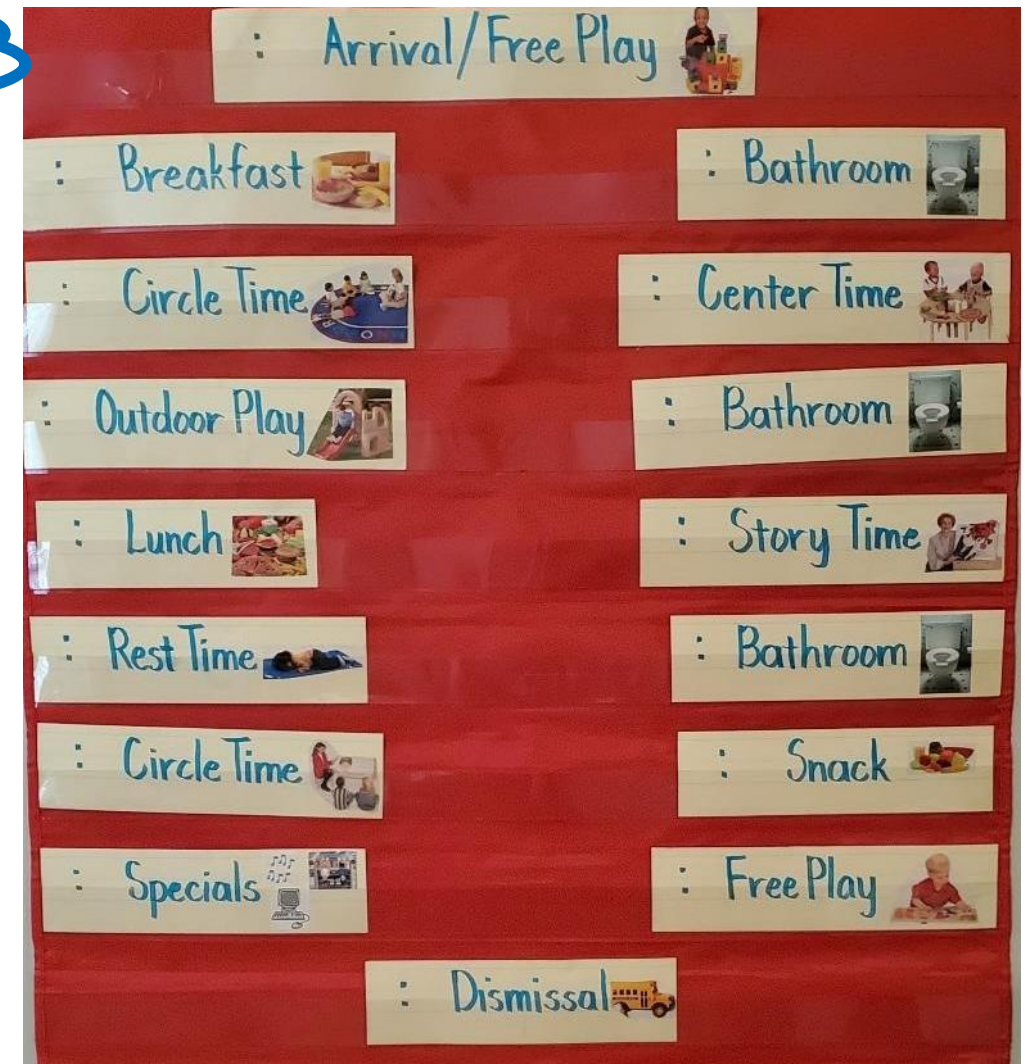 : Arrival/Free Play
: Breakfast
: Bathroom
: Circle Time
: Center Time
: Outdoor Play
: Bathroom
: Lunch
: Story Time
: Rest Time
: Bathroom
: Circle Time
: Snack
: Specials
: Free Play
: Dismissal